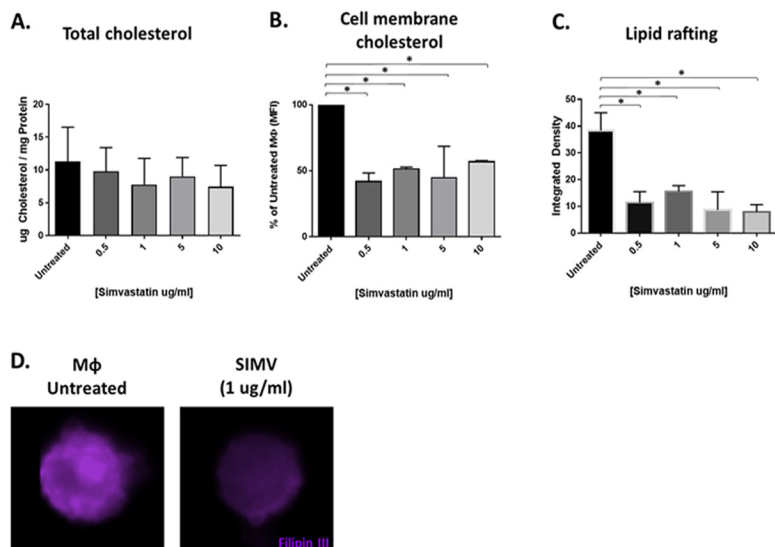 A.
Total cholesterol
ug Cholesterol / mg Protein
20
15
10
5
0
Untreated
0.5
1
5
10
[Simvastatin ug/ml]
B.
Cell membrane
cholesterol
% of Untreated MΦ (MFI)
100
50
0
*
*
*
*
Untreated
0.5
1
5
10
[Simvastatin ug/ml]
C.
Lipid rafting
Integrated Density
50
40
30
20
10
0
*
*
*
*
Untreated
0.5
1
5
10
[Simvastatin ug/ml]
D.
Mϕ
Untreated
SIMV
(1 ug/ml)
Filipin III